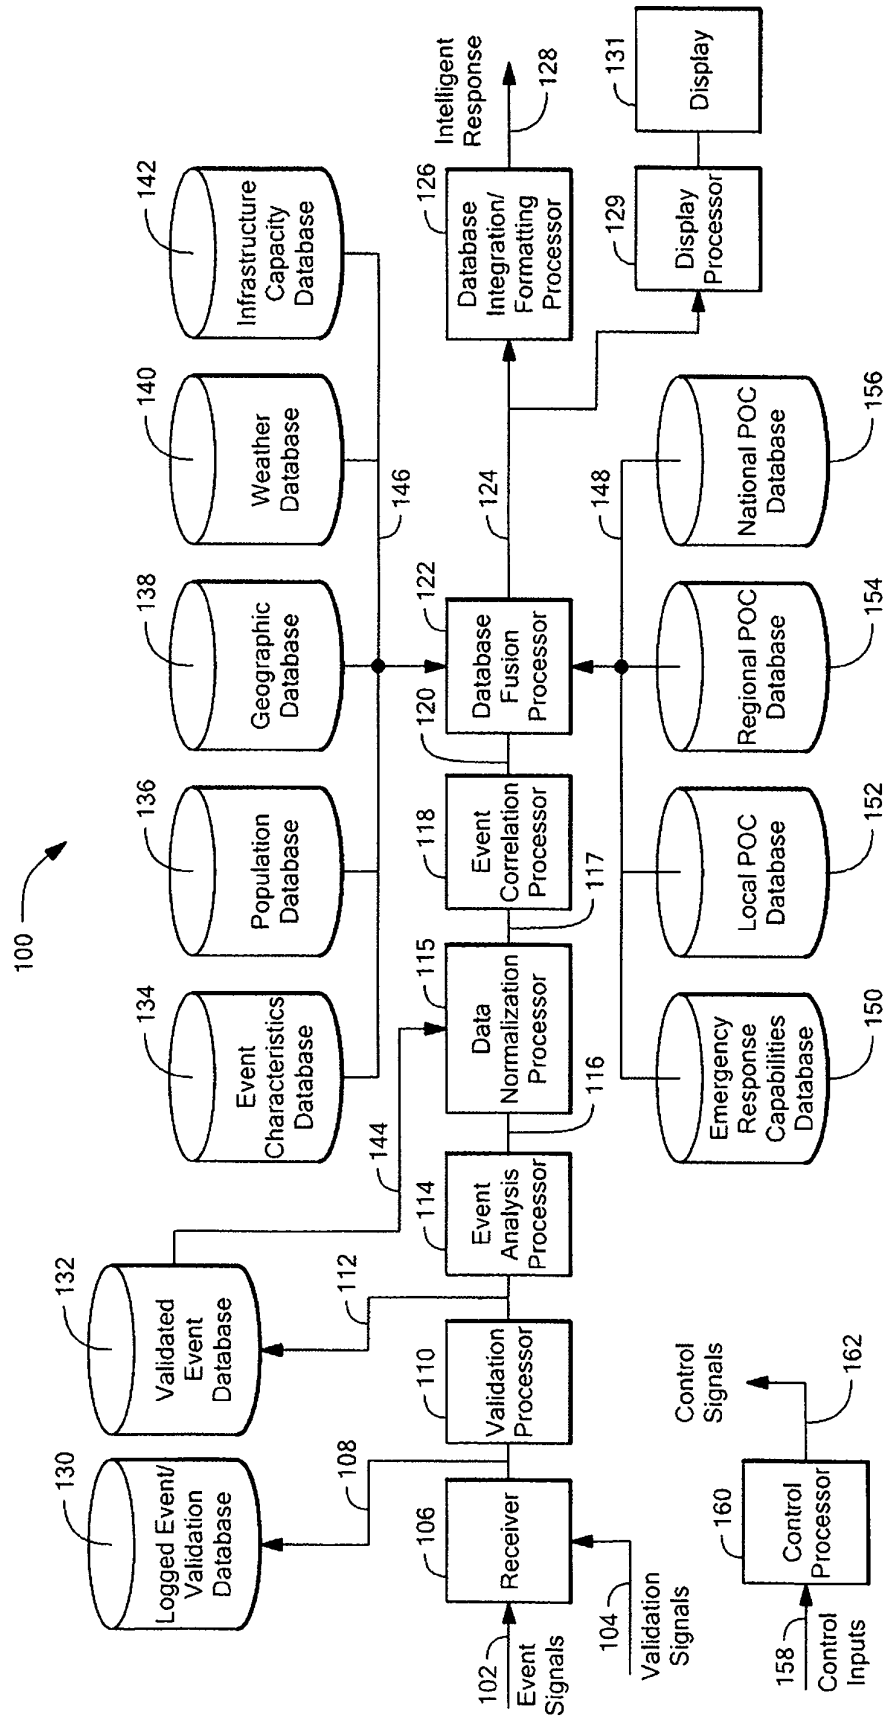 100
130
Logged Event/
Validation
Database
132
Validated
Event
Database
134
Event
Characteristics
Database
136
Population
Database
138
Geographic
Database
140
Weather
Database
142
Infrastructure
Capacity
Database
108
112
144
146
102
Event
Signals
104
Validation
Signals
106
Receiver
110
Validation
Processor
114
Event
Analysis
Processor
116
115
Data
Normalization
Processor
117
118
Event
Correlation
Processor
120
122
Database
Fusion
Processor
124
126
Database
Integration/
Formatting
Processor
Intelligent
Response
128
129
Display
Processor
131
Display
148
150
Emergency
Response
Capabilities
Database
152
Local POC
Database
154
Regional POC
Database
156
National POC
Database
158
Control
Inputs
160
Control
Processor
Control
Signals
162